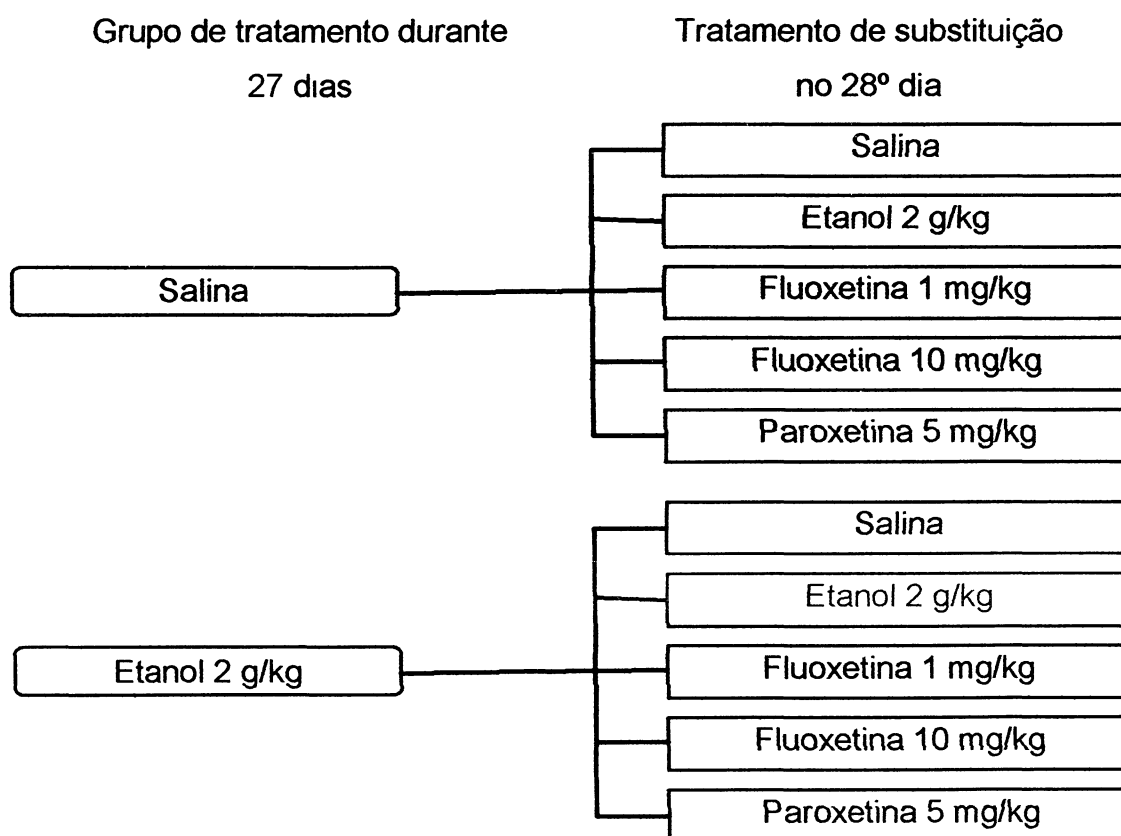 Grupo de tratamento durante
27 dias
Tratamento de substituição
no 28º dia
Salina
Salina
Etanol 2 g/kg
Fluoxetina 1 mg/kg
Fluoxetina 10 mg/kg
Paroxetina 5 mg/kg
Etanol 2 g/kg
Salina
Etanol 2 g/kg
Fluoxetina 1 mg/kg
Fluoxetina 10 mg/kg
Paroxetina 5 mg/kg